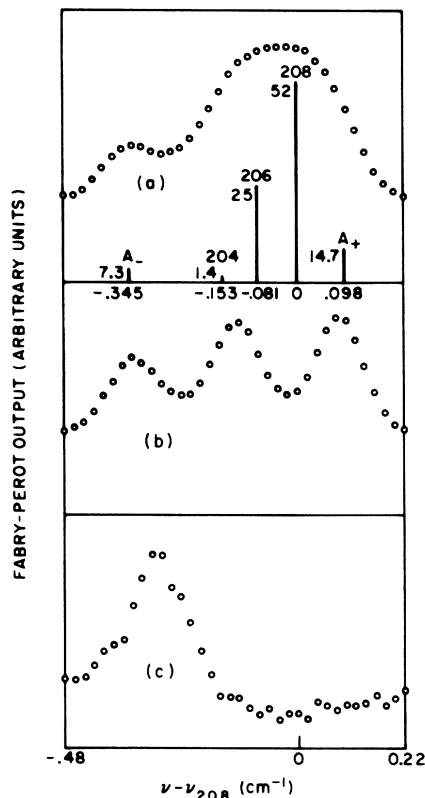 FABRY-PEROT OUTPUT (ARBITRARY UNITS)
208
52
(a)
206
25
A+
14.7
A-
7.3
204
1.4
-.345
-.153
-.081
0
.098
(b)
(c)
-.48
0
0.22
ν-ν208 (cm-1)